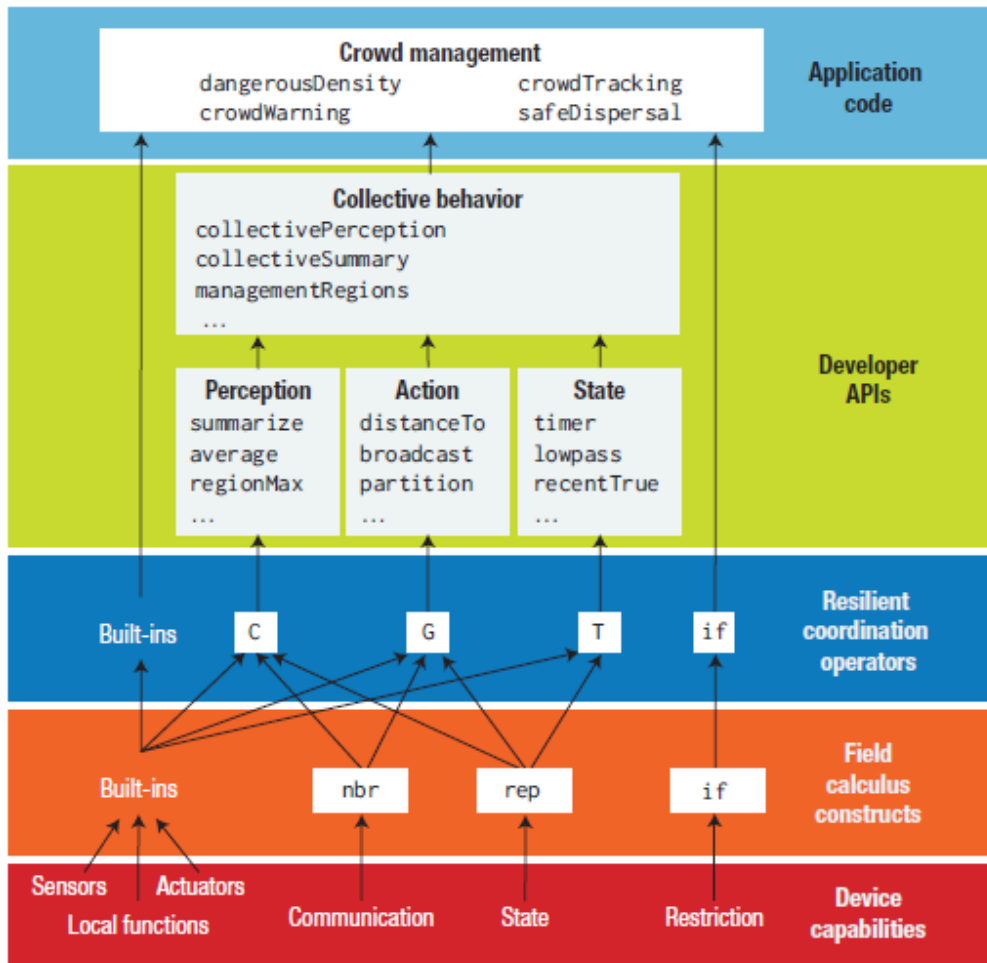 Crowd management
dangerousDensity crowdTracking
crowdWarning safeDispersal
Application
code
Collective behavior
collectivePerception
collectiveSummary
managementRegions
...
Developer
APIs
Perception
summarize
average
regionMax
...
Action
distanceTo
broadcast
partition
...
State
timer
lowpass
recentTrue
...
Built-ins C G T if
Resilient
coordination
operators
Built-ins nbr rep if
Field
calculus
constructs
Sensors Actuators
Local functions
Communication State Restriction
Device
capabilities